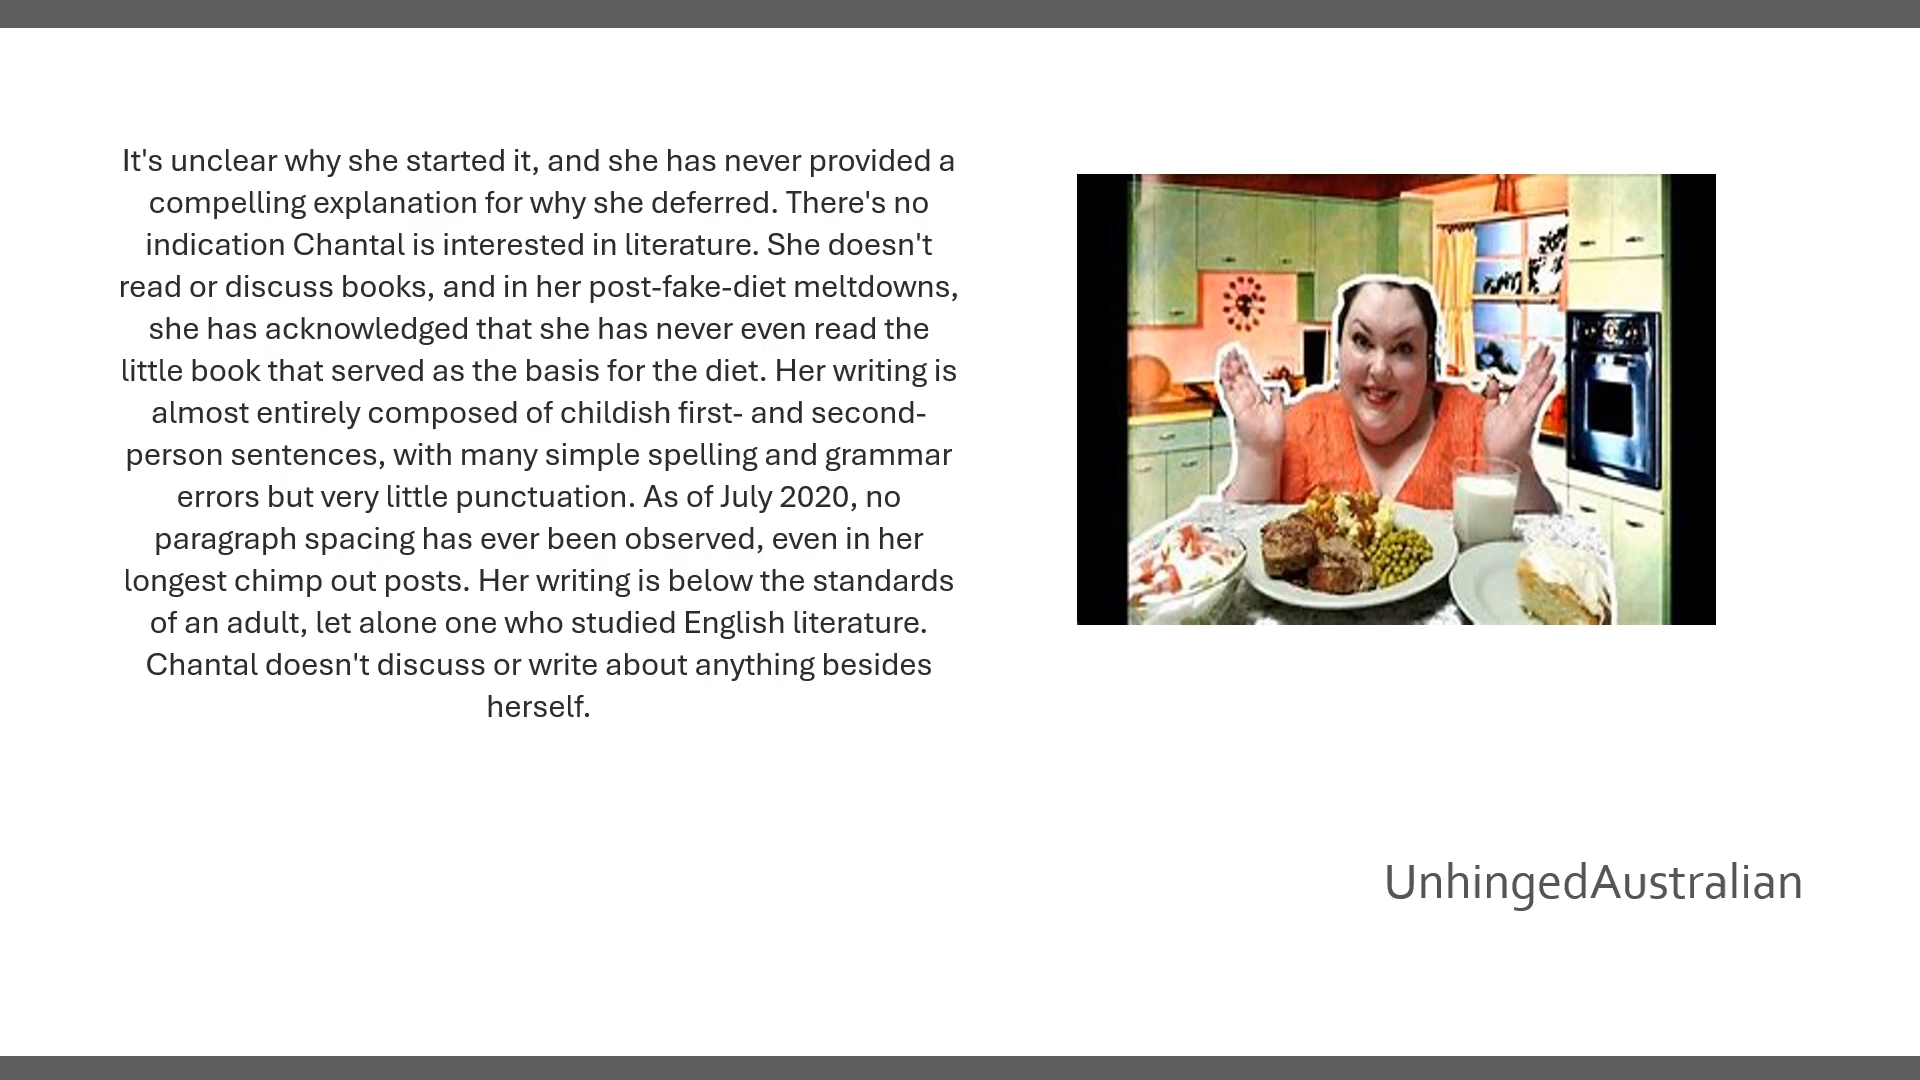 It's unclear why she started it, and she has never provided a
compelling explanation for why she deferred. There's no
indication Chantal is interested in literature. She doesn't
read or discuss books, and in her post-fake-diet meltdowns,
she has acknowledged that she has never even read the
little book that served as the basis for the diet. Her writing is
almost entirely composed of childish first- and second-
person sentences, with many simple spelling and grammar
errors but very little punctuation. As of July 2020, no
paragraph spacing has ever been observed, even in her
longest chimp out posts. Her writing is below the standards
of an adult, let alone one who studied English literature.
Chantal doesn't discuss or write about anything besides
herself.
UnhingedAustralian